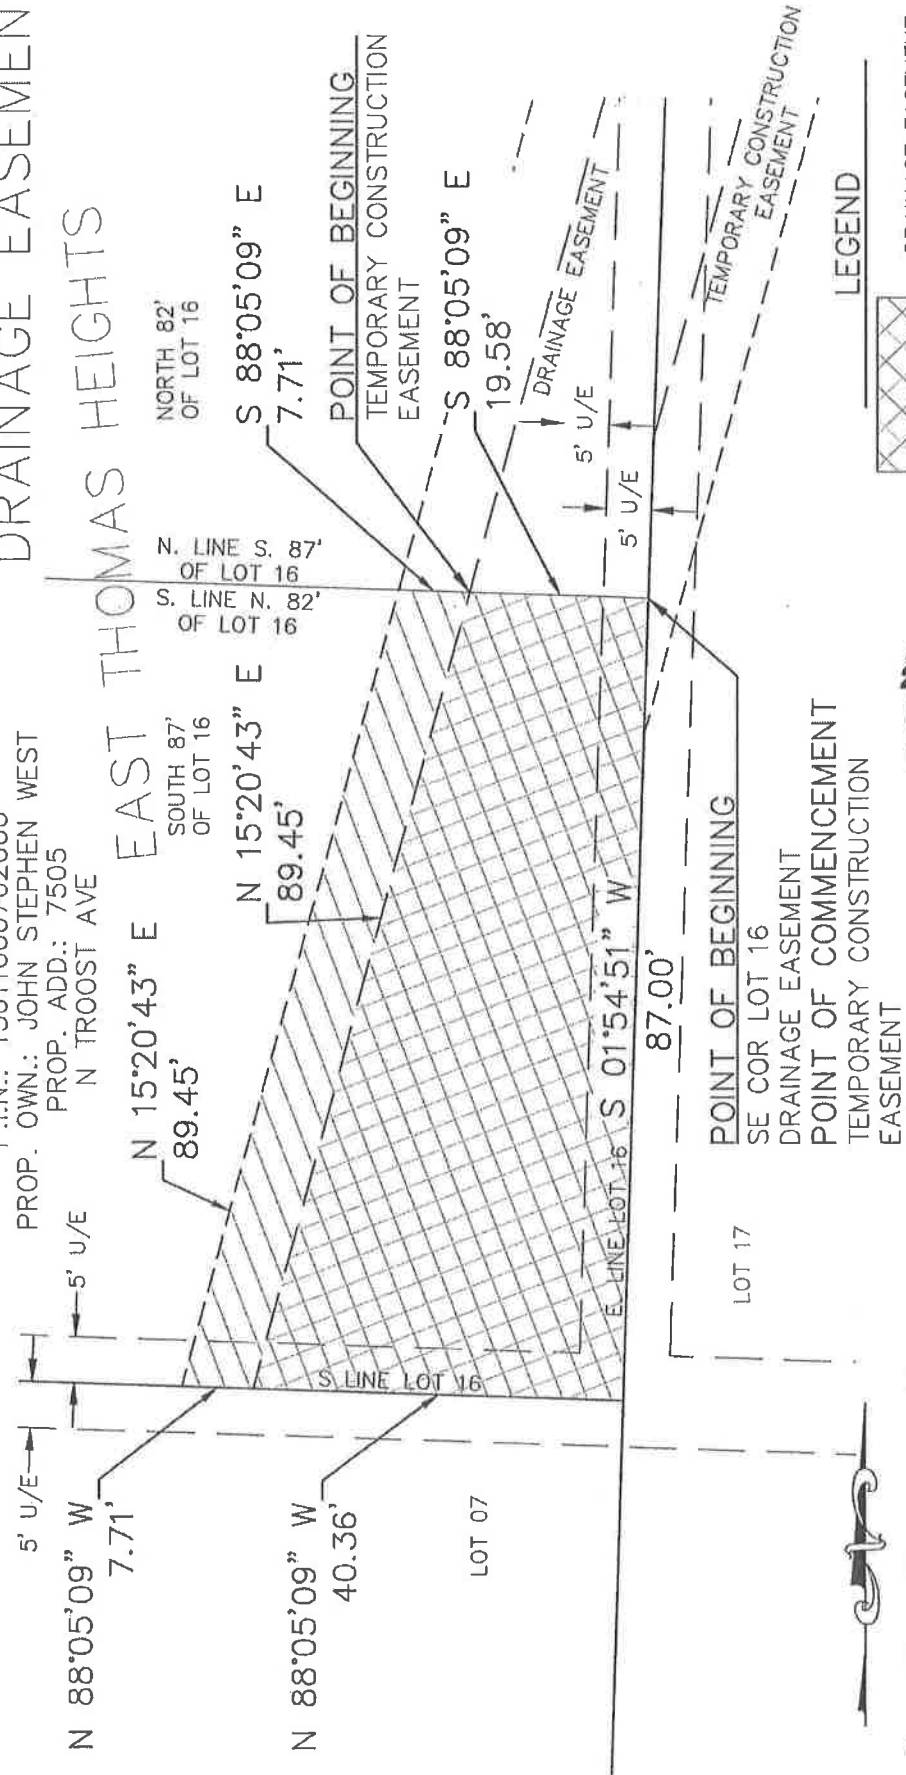 DRAINAGE EASEMEN
PROP. OWN.: JOHN STEPHEN WEST
PROP. ADD.: 7505
N TROOST AVE
EAST THOMAS HEIGHTS
5' U/E
5' U/E
N 88°05'09" W
7.71'
N 15°20'43" E
89.45'
SOUTH 87'
OF LOT 16
N. LINE S. 87'
OF LOT 16
S. LINE N. 82'
OF LOT 16
NORTH 82'
OF LOT 16
S 88°05'09" E
7.71'
N 15°20'43" E
89.45'
POINT OF BEGINNING
TEMPORARY CONSTRUCTION
EASEMENT
N 88°05'09" W
40.36'
S LINE LOT 16
S 88°05'09" E
19.58'
DRAINAGE EASEMENT
LOT 07
5' U/E
5' U/E
E. LINE LOT 16
S 01°54'51" W
87.00'
TEMPORARY CONSTRUCTION
EASEMENT
LOT 17
POINT OF BEGINNING
SE COR LOT 16
DRAINAGE EASEMENT
POINT OF COMMENCEMENT
TEMPORARY CONSTRUCTION
EASEMENT
LEGEND